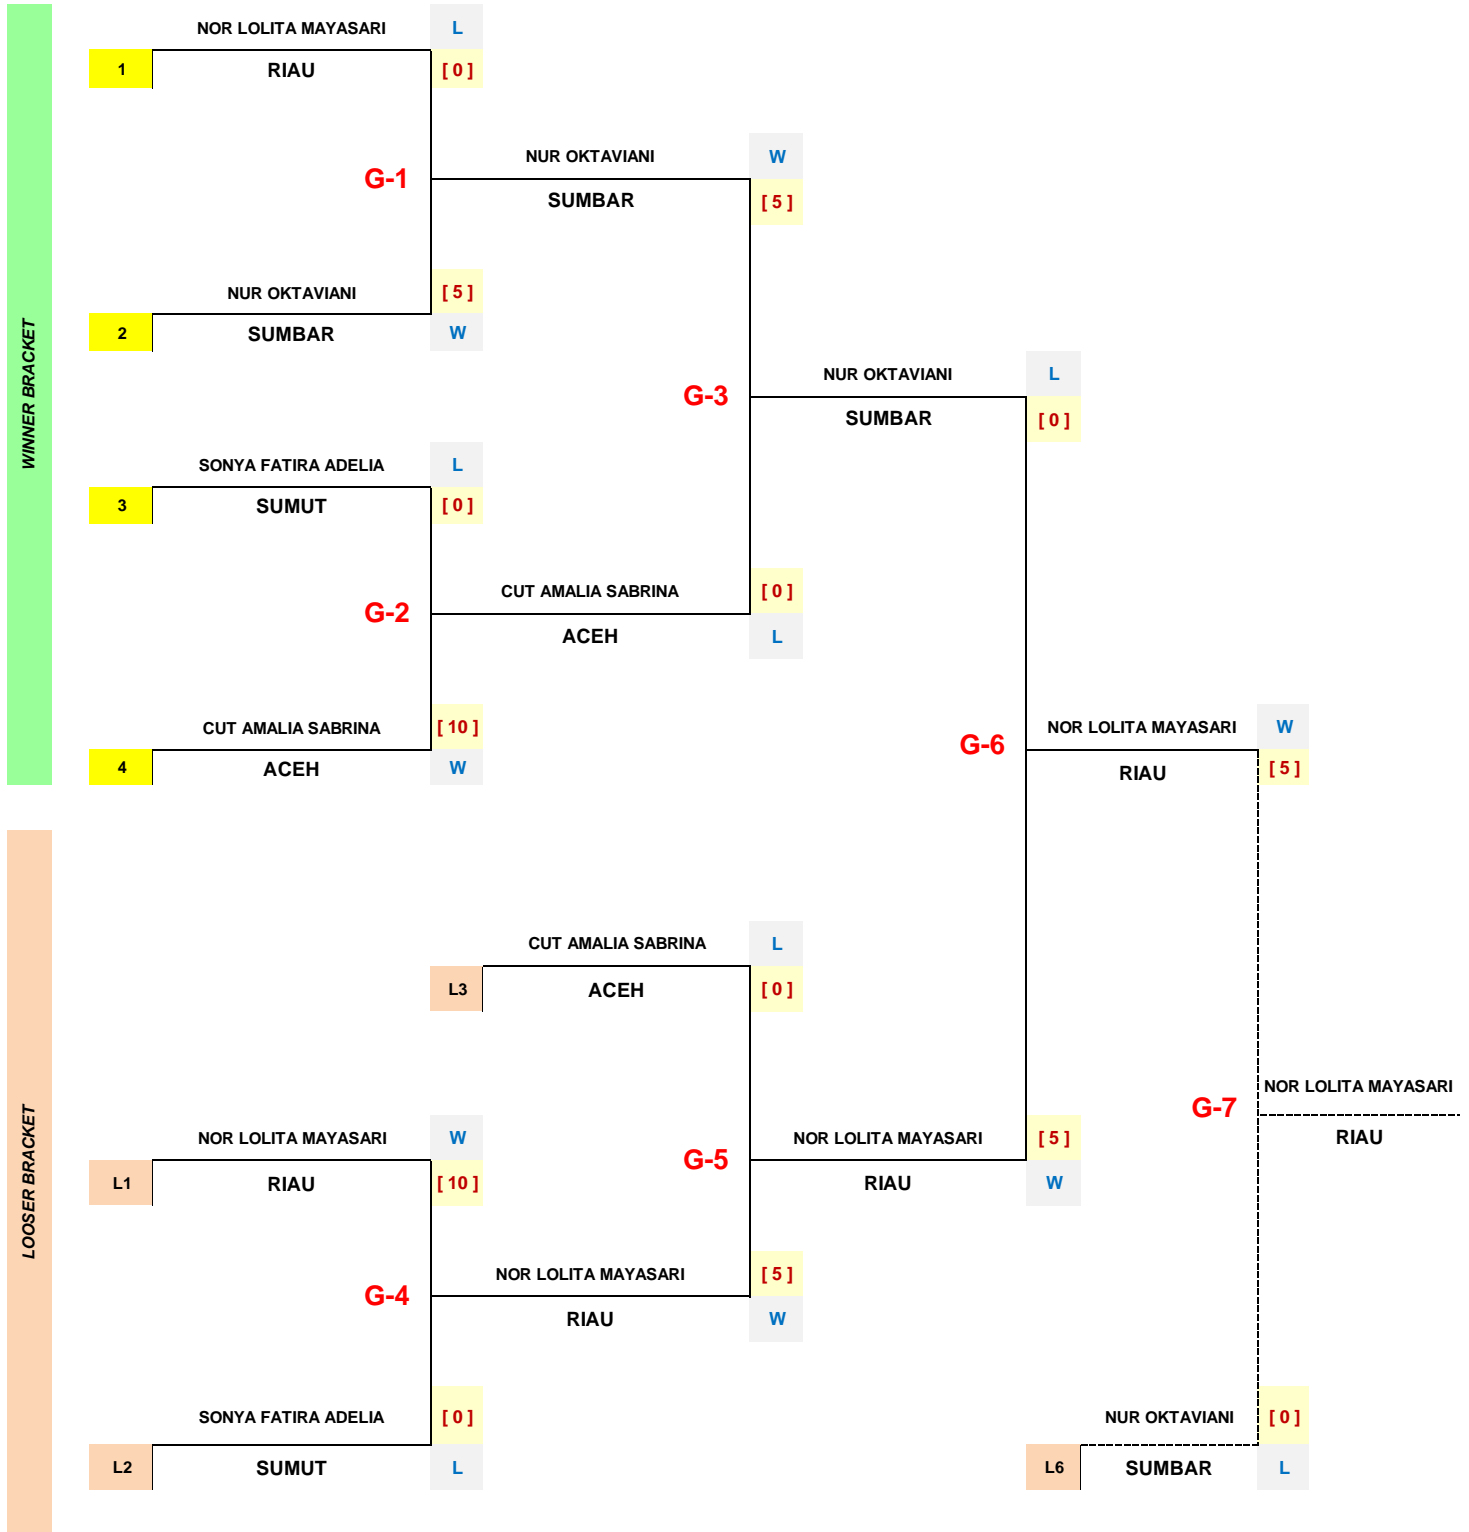 NOR LOLITA MAYASARI L
1 RIAU [ 0 ]
NUR OKTAVIANI W
G-1
SUMBAR [ 5 ]
NUR OKTAVIANI [ 5 ]
2 SUMBAR W
WINNER BRACKET
NUR OKTAVIANI L
G-3
SUMBAR [ 0 ]
SONYA FATIRA ADELIA L
3 SUMUT [ 0 ]
CUT AMALIA SABRINA [ 0 ]
G-2
ACEH L
CUT AMALIA SABRINA [ 10 ]
4 ACEH W
NOR LOLITA MAYASARI W
G-6
RIAU [ 5 ]
CUT AMALIA SABRINA L
L3 ACEH [ 0 ]
NOR LOLITA MAYASARI
G-7
RIAU
LOOSER BRACKET
NOR LOLITA MAYASARI W
L1 RIAU [ 10 ]
NOR LOLITA MAYASARI [ 5 ]
G-5
RIAU W
NOR LOLITA MAYASARI [ 5 ]
G-4
RIAU W
SONYA FATIRA ADELIA [ 0 ]
L2 SUMUT L
NUR OKTAVIANI [ 0 ]
L6 SUMBAR L